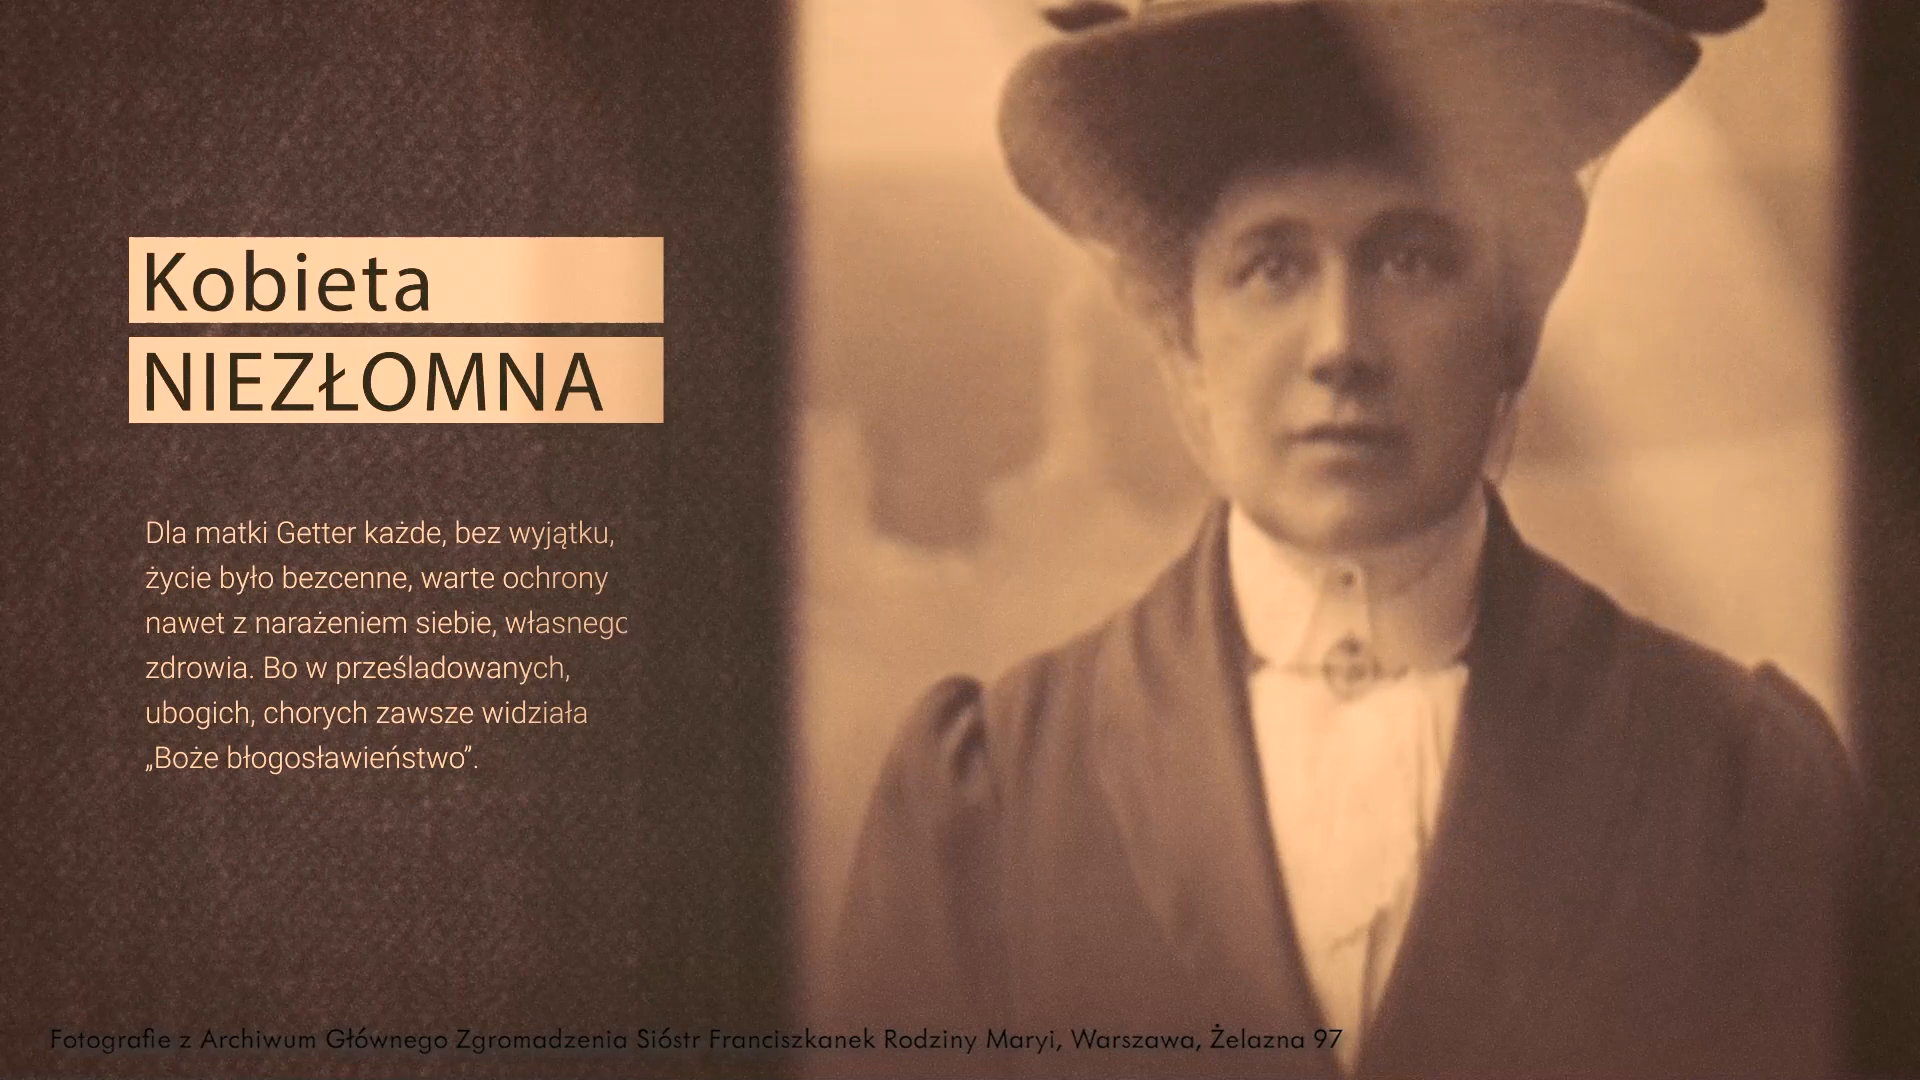 Kobieta
NIEZŁOMNA
Dla matki Getter każde, bez wyjątku,
życie było bezcenne, warte ochrony
nawet z narażeniem siebie, własnego
zdrowia. Bo w prześladowanych,
ubogich, chorych zawsze widziała
„Boże błogosławieństwo”.
Fotografie z Archiwum Głównego Zgromadzenia Sióstr Franciszkanek Rodziny Maryi, Warszawa, Żelazna 97